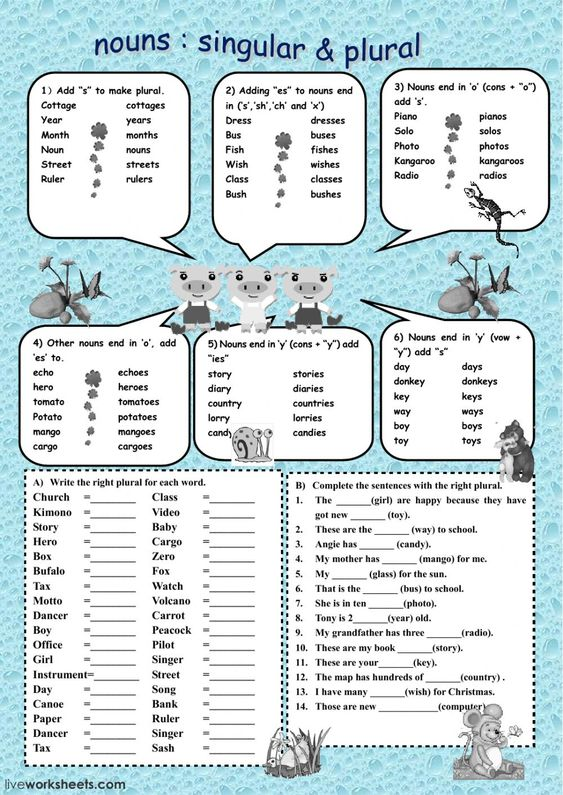 nouns : singular & plural
1) Add “s” to make plural.
Cottage cottages
Year years
Month months
Noun nouns
Street streets
Ruler rulers
2) Adding “es” to nouns end
in (‘s’,‘sh’,‘ch’ and ‘x’)
Dress dresses
Bus buses
Fish fishes
Wish wishes
Class classes
Bush bushes
3) Nouns end in ‘o’ (cons + “o”)
add ‘s’.
Piano pianos
Solo solos
Photo photos
Kangaroo kangaroos
Radio radios
4) Other nouns end in ‘o’, add
‘es’ to.
echo echoes
hero heroes
tomato tomatoes
Potato potatoes
mango mangoes
cargo cargoes
5) Nouns end in ‘y’ (cons + “y”) add
“ies”
story stories
diary diaries
country countries
lorry lorries
candy candies
6) Nouns end in ‘y’ (vow +
“y”) add “s”
day days
donkey donkeys
key keys
way ways
boy boys
toy toys
A) Write the right plural for each word.
Church =________ Class =________
Kimono =________ Video =________
Story =________ Baby =________
Hero =________ Cargo =________
Box =________ Zero =________
Bufalo =________ Fox =________
Tax =________ Watch =________
Motto =________ Volcano =________
Dancer =________ Carrot =________
Boy =________ Peacock =________
Office =________ Pilot =________
Girl =________ Singer =________
Instrument=________ Street =________
Day =________ Song =________
Canoe =________ Bank =________
Paper =________ Ruler =________
Dancer =________ Singer =________
Tax =________ Sash =________
B) Complete the sentences with the right plural.
1. The _______(girl) are happy because they have
got new _______ (toy).
2. These are the _______ (way) to school.
3. Angie has _______ (candy).
4. My mother has _______ (mango) for me.
5. My _______ (glass) for the sun.
6. That is the _______ (bus) to school.
7. She is in ten _______(photo).
8. Tony is 2_______(year) old.
9. My grandfather has three _______(radio).
10. These are my book _______(story).
11. These are your_______(key).
12. The map has hundreds of _______(country) .
13. I have many _______(wish) for Christmas.
14. Those are new ____________(computer)
liveworksheets.com